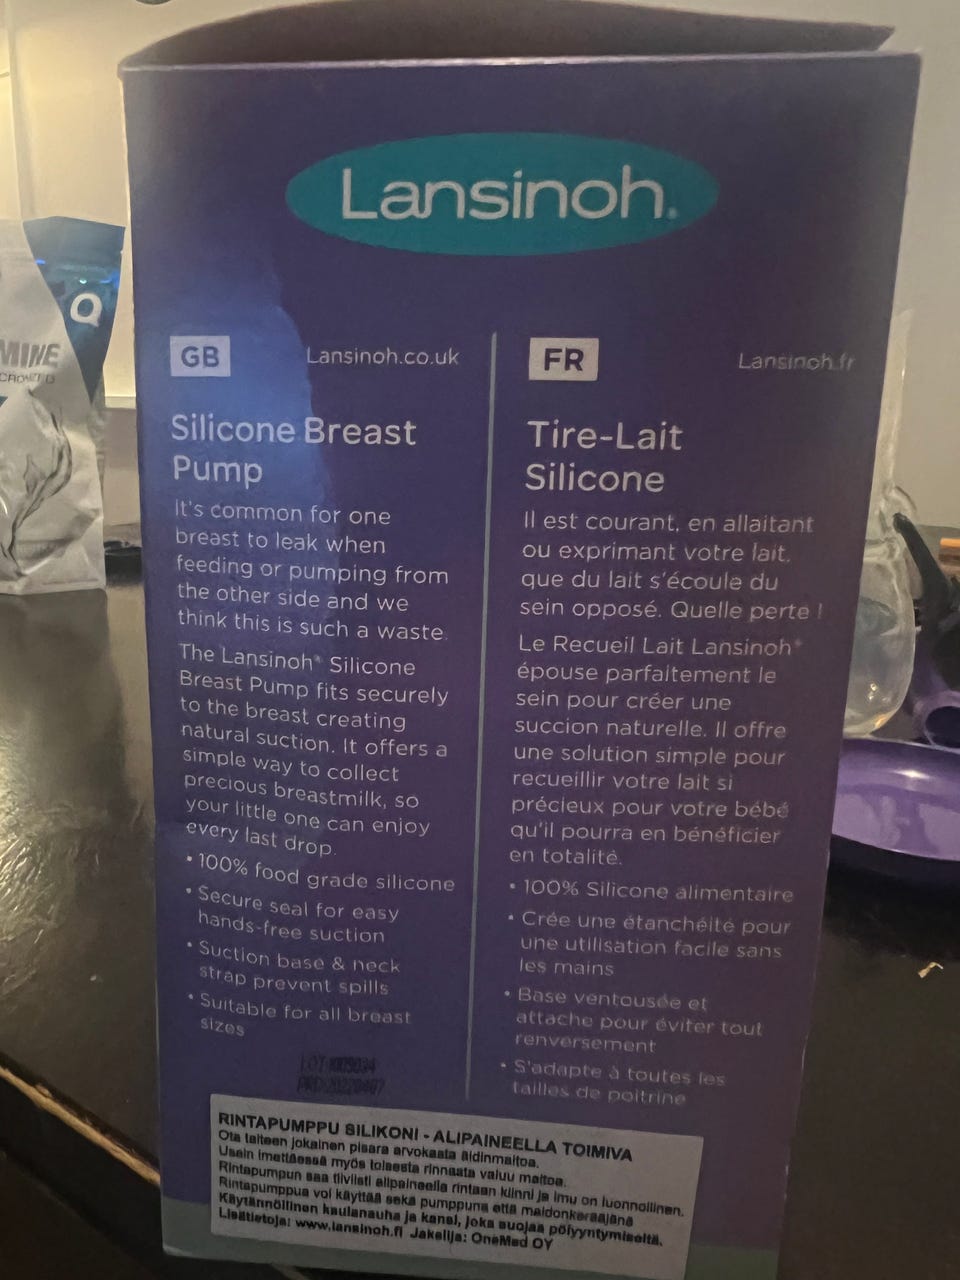 Lansinoh®
Q
MINE
GB
Lansinoh.co.uk
Silicone Breast
Pump
It's common for one
breast to leak when
feeding or pumping from
the other side and we
think this is such a waste.
The Lansinoh® Silicone
Breast Pump fits securely
to the breast creating
natural suction. It offers a
simple way to collect
precious breastmilk, so
your little one can enjoy
every last drop.
• 100% food grade silicone
• Secure seal for easy
hands-free suction
• Suction base & neck
strap prevent spills
• Suitable for all breast
sizes
FR
Lansinoh.fr
Tire-Lait
Silicone
Il est courant, en allaitant
ou exprimant votre lait,
que du lait s'écoule du
sein opposé. Quelle perte !
Le Recueil Lait Lansinoh®
épouse parfaitement le
sein pour créer une
succion naturelle. Il offre
une solution simple pour
recueillir votre lait si
précieux pour votre bébé
qu'il pourra en bénéficier
en totalité.
• 100% Silicone alimentaire
• Crée une étanchéité pour
une utilisation facile sans
les mains
• Base ventousée et
attache pour éviter tout
renversement
• S'adapte à toutes les
tailles de poitrine
RINTAPUMPPU SILIKONI - ALIPAINEELLA TOIMIVA
Ota talteen jokainen pisara arvokasta äidinmaitoa.
Usein imettäessä myös toisesta rinnasta valuu maitoa.
Rintapumpun saa tiiviisti alipaineella rintaan kiinni ja imu on luonnollinen.
Rintapumppua voi käyttää sekä pumppuna että maidonkerääjänä
Käytännöllinen kaulanauha ja kansi, joka suojaa pölyyntymiseltä.
Lisätietoja: www.lansinoh.fi Jakelija: OneMed OY